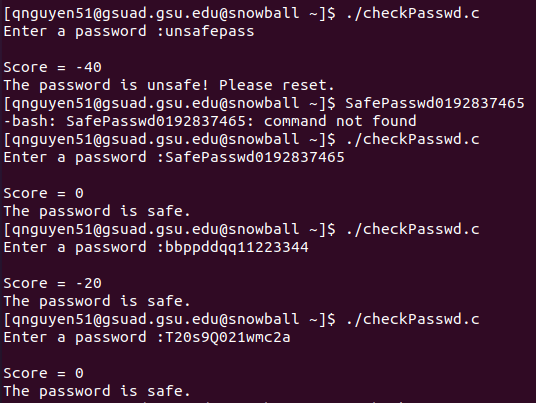 [qnguyen51@gsuad.gsu.edu@snowball ~]$ ./checkPasswd.c
Enter a password :unsafepass
Score = -40
The password is unsafe! Please reset.
[qnguyen51@gsuad.gsu.edu@snowball ~]$ SafePasswd0192837465
-bash: SafePasswd0192837465: command not found
[qnguyen51@gsuad.gsu.edu@snowball ~]$ ./checkPasswd.c
Enter a password :SafePasswd0192837465
Score = 0
The password is safe.
[qnguyen51@gsuad.gsu.edu@snowball ~]$ ./checkPasswd.c
Enter a password :bbppddqq11223344
Score = -20
The password is safe.
[qnguyen51@gsuad.gsu.edu@snowball ~]$ ./checkPasswd.c
Enter a password :T20s9Q021wmc2a
Score = 0
The password is safe.